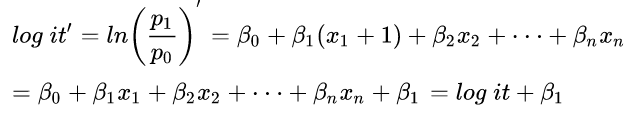 log it′ = ln(p₁/p₀)′ = β₀ + β₁(x₁ + 1) + β₂x₂ + · · · + βₙxₙ
= β₀ + β₁x₁ + β₂x₂ + · · · + βₙxₙ + β₁ = log it + β₁